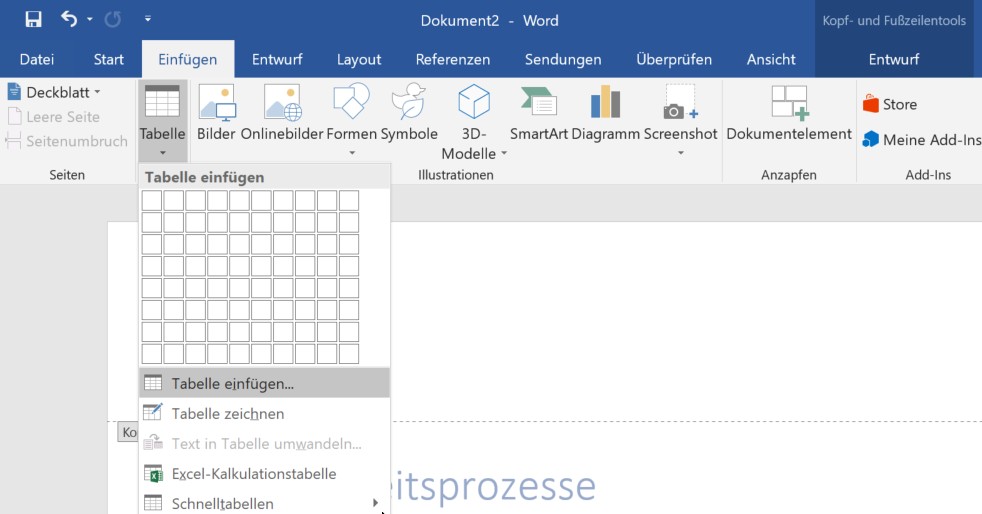 Dokument2 - Word
Kopf- und Fußzeilentools
Datei Start Einfügen Entwurf Layout Referenzen Sendungen Überprüfen Ansicht Entwurf
Deckblatt
Leere Seite
Seitenumbruch
Seiten
Tabelle
Bilder
Onlinebilder
Formen
Symbole
3D-
Modelle
SmartArt
Diagramm
Screenshot
Illustrationen
Dokumentelement
Anzapfen
Store
Meine Add-Ins
Add-Ins
Tabelle einfügen
Tabelle einfügen...
Tabelle zeichnen
Text in Tabelle umwandeln...
Excel-Kalkulationstabelle
Schnelltabellen
Ko
eitsprozesse